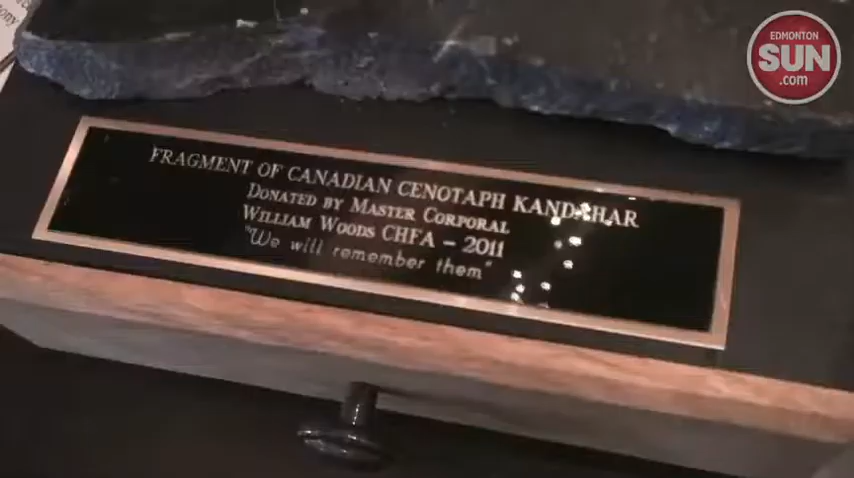 ony
EDMONTON
SUN
.com
FRAGMENT OF CANADIAN CENOTAPH KANDAHAR
DONATED BY MASTER CORPORAL
WILLIAM WOODS CHFA – 2011
"We will remember them"